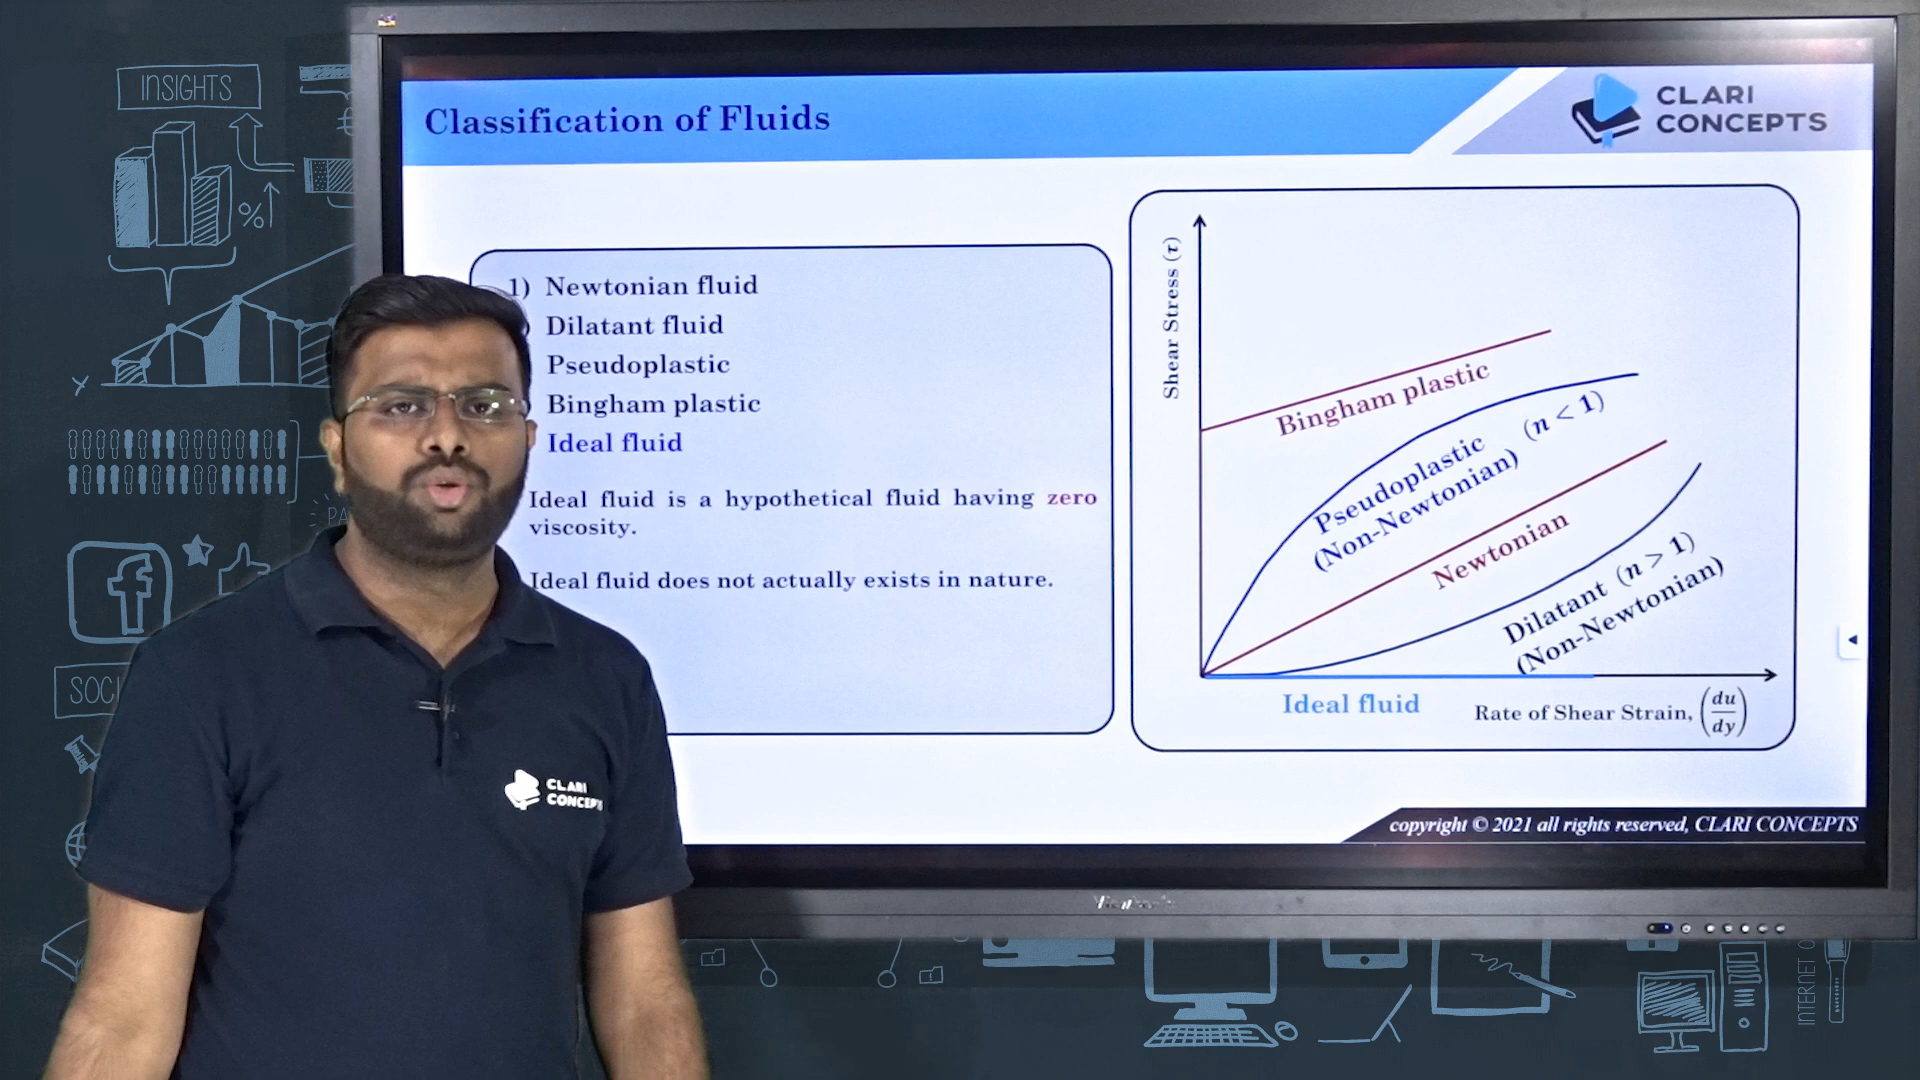 INSIGHTS
%
SOCI
PA
INTERNET O
Classification of Fluids
CLARI
CONCEPTS
1) Newtonian fluid
) Dilatant fluid
Pseudoplastic
Bingham plastic
Ideal fluid
Ideal fluid is a hypothetical fluid having zero
viscosity.
Ideal fluid does not actually exists in nature.
Shear Stress (τ)
Bingham plastic
Pseudoplastic (n < 1)
(Non-Newtonian)
Newtonian
Dilatant (n > 1)
(Non-Newtonian)
Ideal fluid
Rate of Shear Strain, (du/dy)
copyright © 2021 all rights reserved, CLARI CONCEPTS
CLARI
CONCEPTS